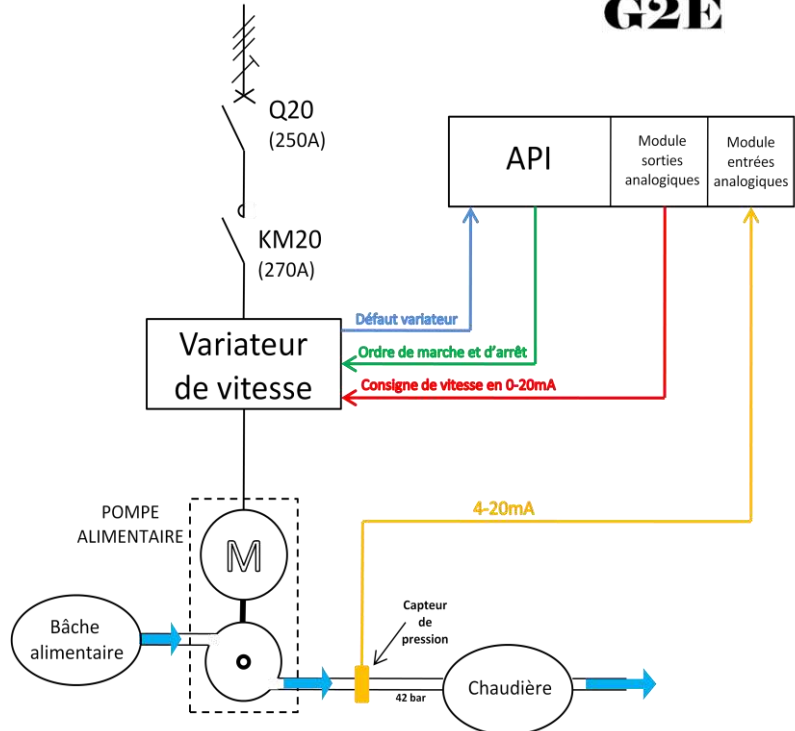 G2E
Q20
(250A)
API
Module
sorties
analogiques
Module
entrées
analogiques
KM20
(270A)
Défaut variateur
Variateur
de vitesse
Ordre de marche et d'arrêt
Consigne de vitesse en 0-20mA
POMPE
ALIMENTAIRE
4-20mA
M
Capteur
de
pression
Bâche
alimentaire
42 bar
Chaudière